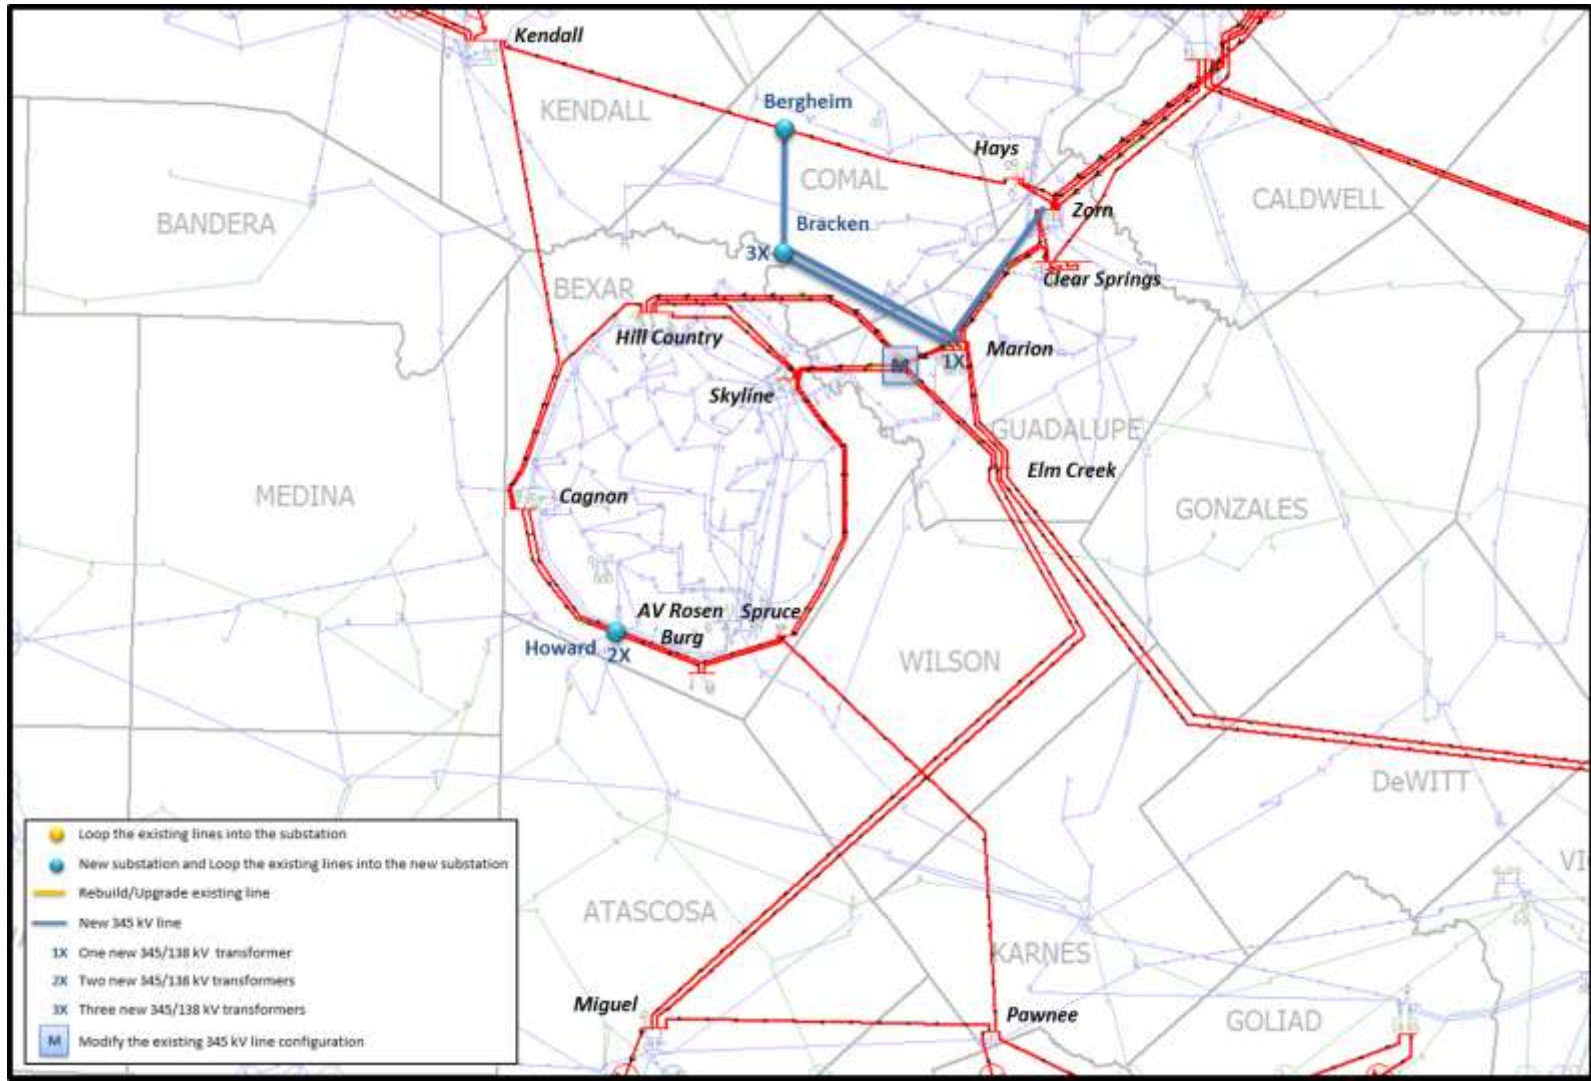 BASTROP
Kendall
Bergheim
KENDALL
Hays
COMAL
CALDWELL
Zorn
BANDERA
Bracken
3X
Clear Springs
BEXAR
Hill Country
Marion
M
1X
Skyline
GUADALUPE
Elm Creek
Cagnon
MEDINA
GONZALES
AV Rosen
Burg
Spruce
Howard
2X
WILSON
DeWITT
Loop the existing lines into the substation
New substation and Loop the existing lines into the new substation
Rebuild/Upgrade existing line
New 345 kV line
1X One new 345/138 kV transformer
2X Two new 345/138 kV transformers
3X Three new 345/138 kV transformers
M Modify the existing 345 kV line configuration
VI
ATASCOSA
KARNES
Miguel
Pawnee
GOLIAD